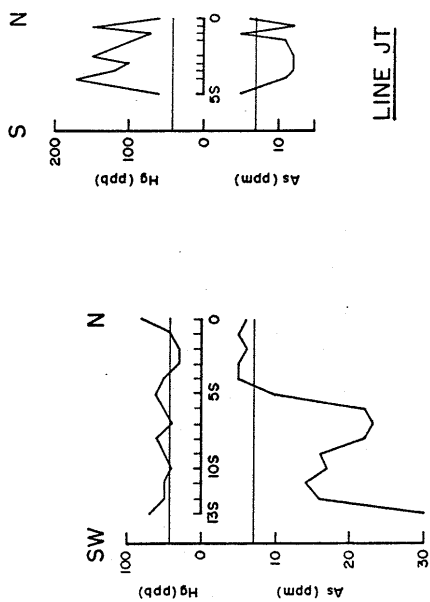 SW N
100
Hg (ppb)
0
13S 10S 5S 0
10
As (ppm)
20
30
S N
200
Hg (ppb)
100
0
5S 0
As (ppm)
10
LINE JT